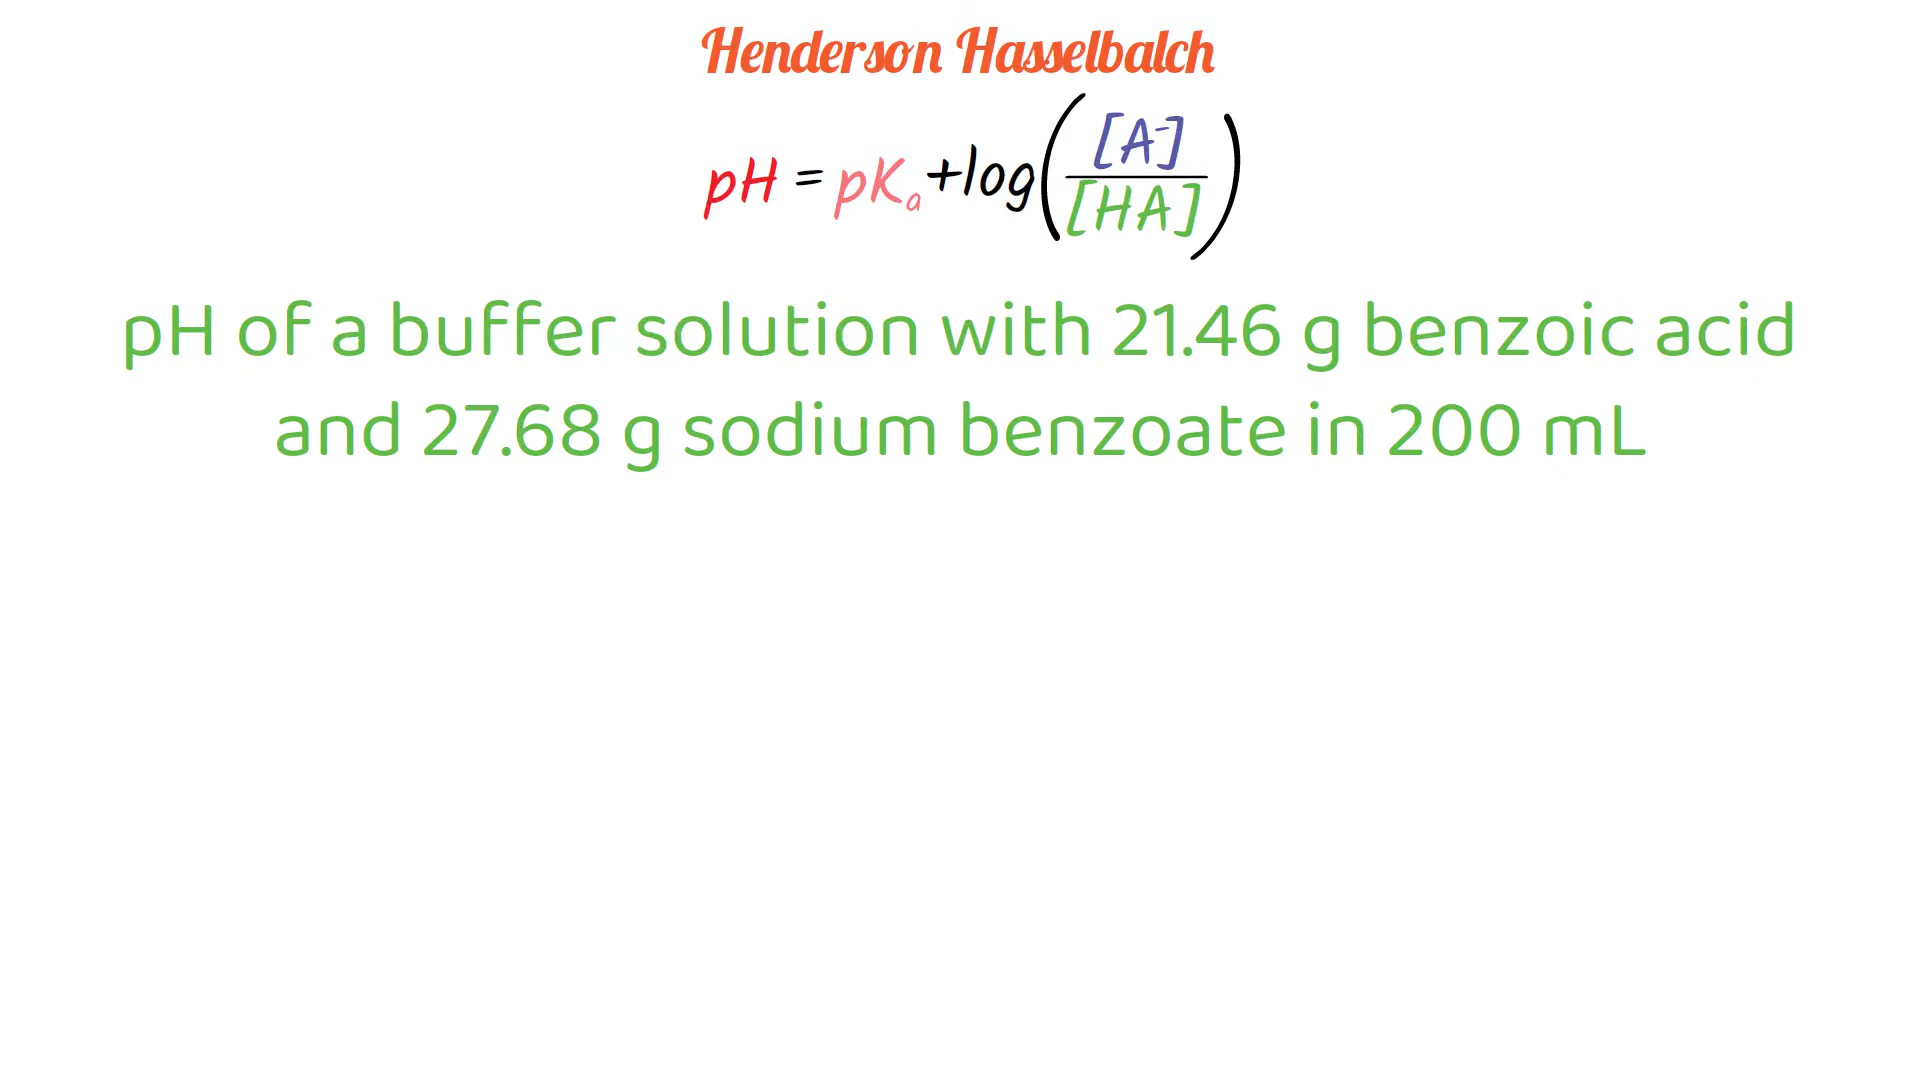 Henderson Hasselbalch
pH = pKₐ +log([A⁻]/[HA])
pH of a buffer solution with 21.46 g benzoic acid
and 27.68 g sodium benzoate in 200 mL